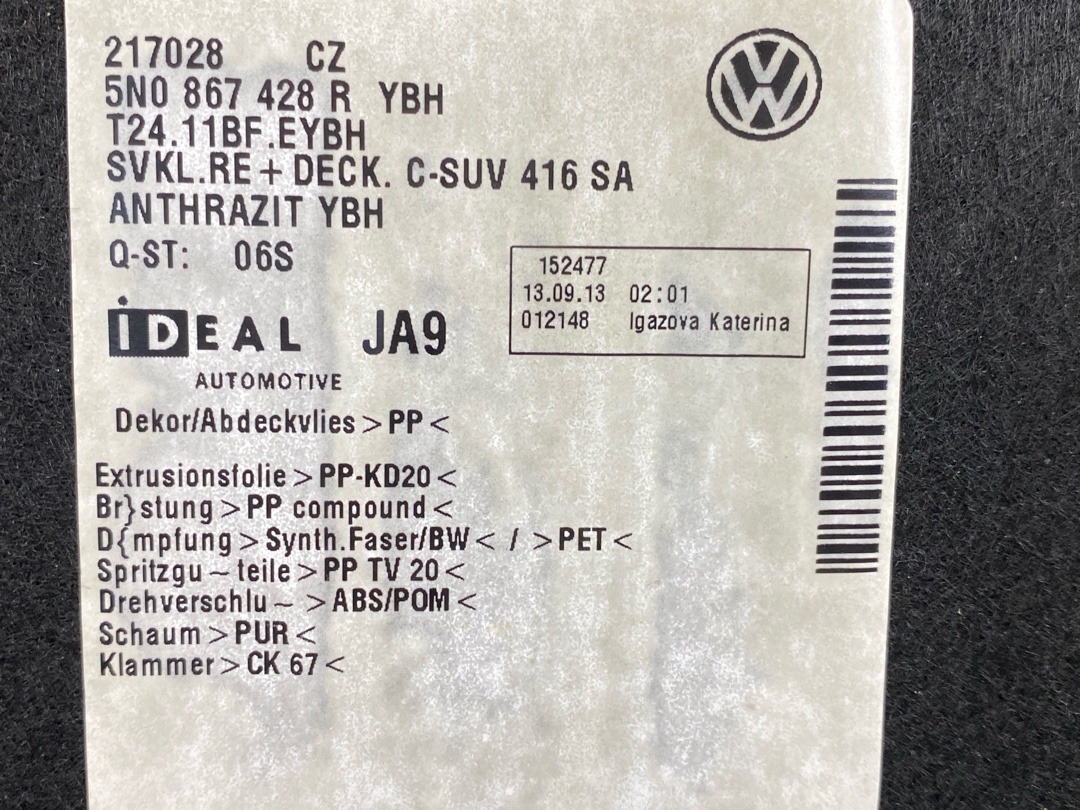 217028 CZ
5N0 867 428 R YBH
T24.11BF.EYBH
SVKL.RE + DECK. C-SUV 416 SA
ANTHRAZIT YBH
Q-ST: 06S
152477
13.09.13 02:01
012148 Igazova Katerina
iDEAL JA9
AUTOMOTIVE
Dekor/Abdeckvlies > PP <
Extrusionsfolie > PP-KD20 <
Br}stung > PP compound <
D{mpfung > Synth.Faser/BW < / > PET <
Spritzgu ~ teile > PP TV 20 <
Drehverschlu ~ > ABS/POM <
Schaum > PUR <
Klammer > CK 67 <